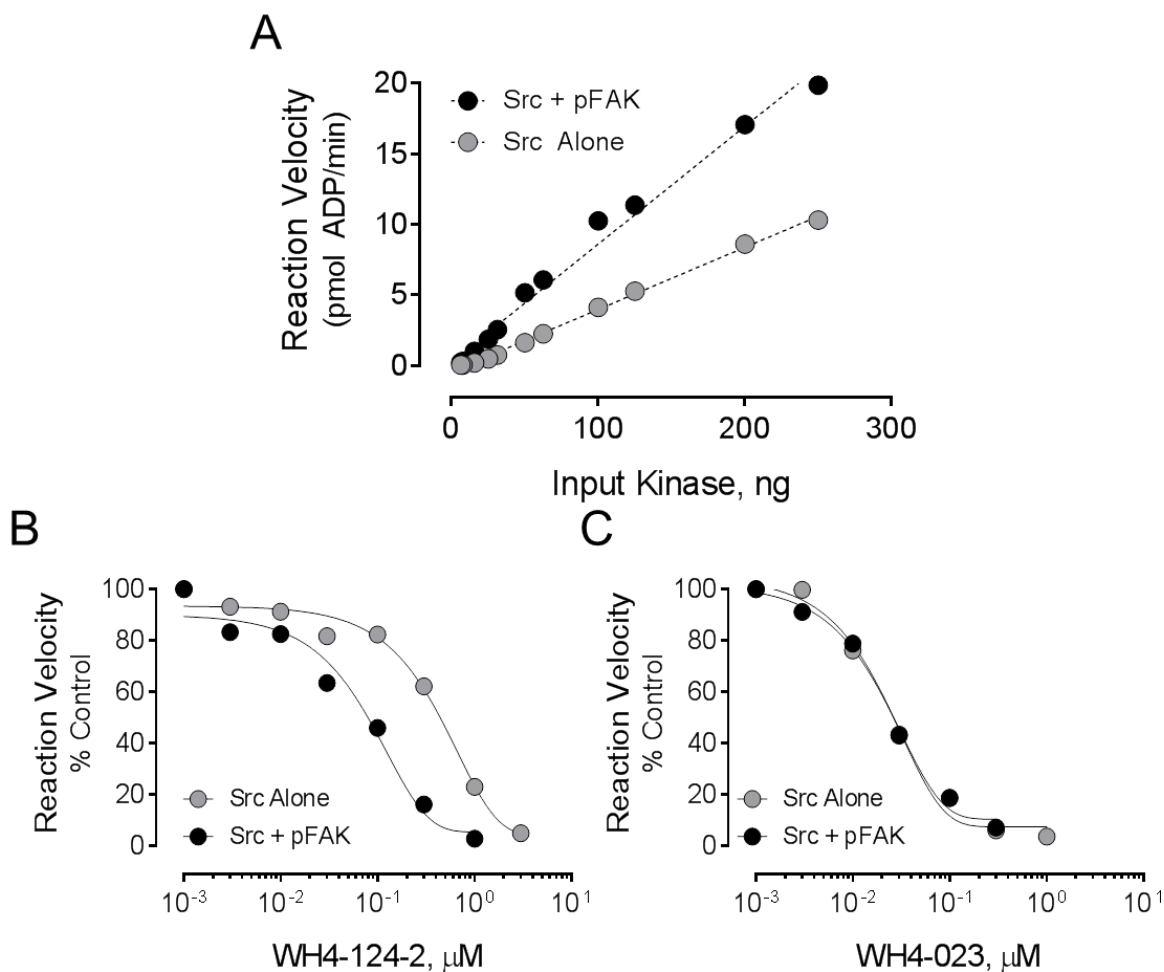 A
Reaction Velocity
(pmol ADP/min)
20
15
10
5
0
Src + pFAK
Src Alone
0 100 200 300
Input Kinase, ng
B
Reaction Velocity
% Control
100
80
60
40
20
0
Src Alone
Src + pFAK
10⁻³ 10⁻² 10⁻¹ 10⁰ 10¹
WH4-124-2, μM
C
Reaction Velocity
% Control
100
80
60
40
20
0
Src Alone
Src + pFAK
10⁻³ 10⁻² 10⁻¹ 10⁰ 10¹
WH4-023, μM